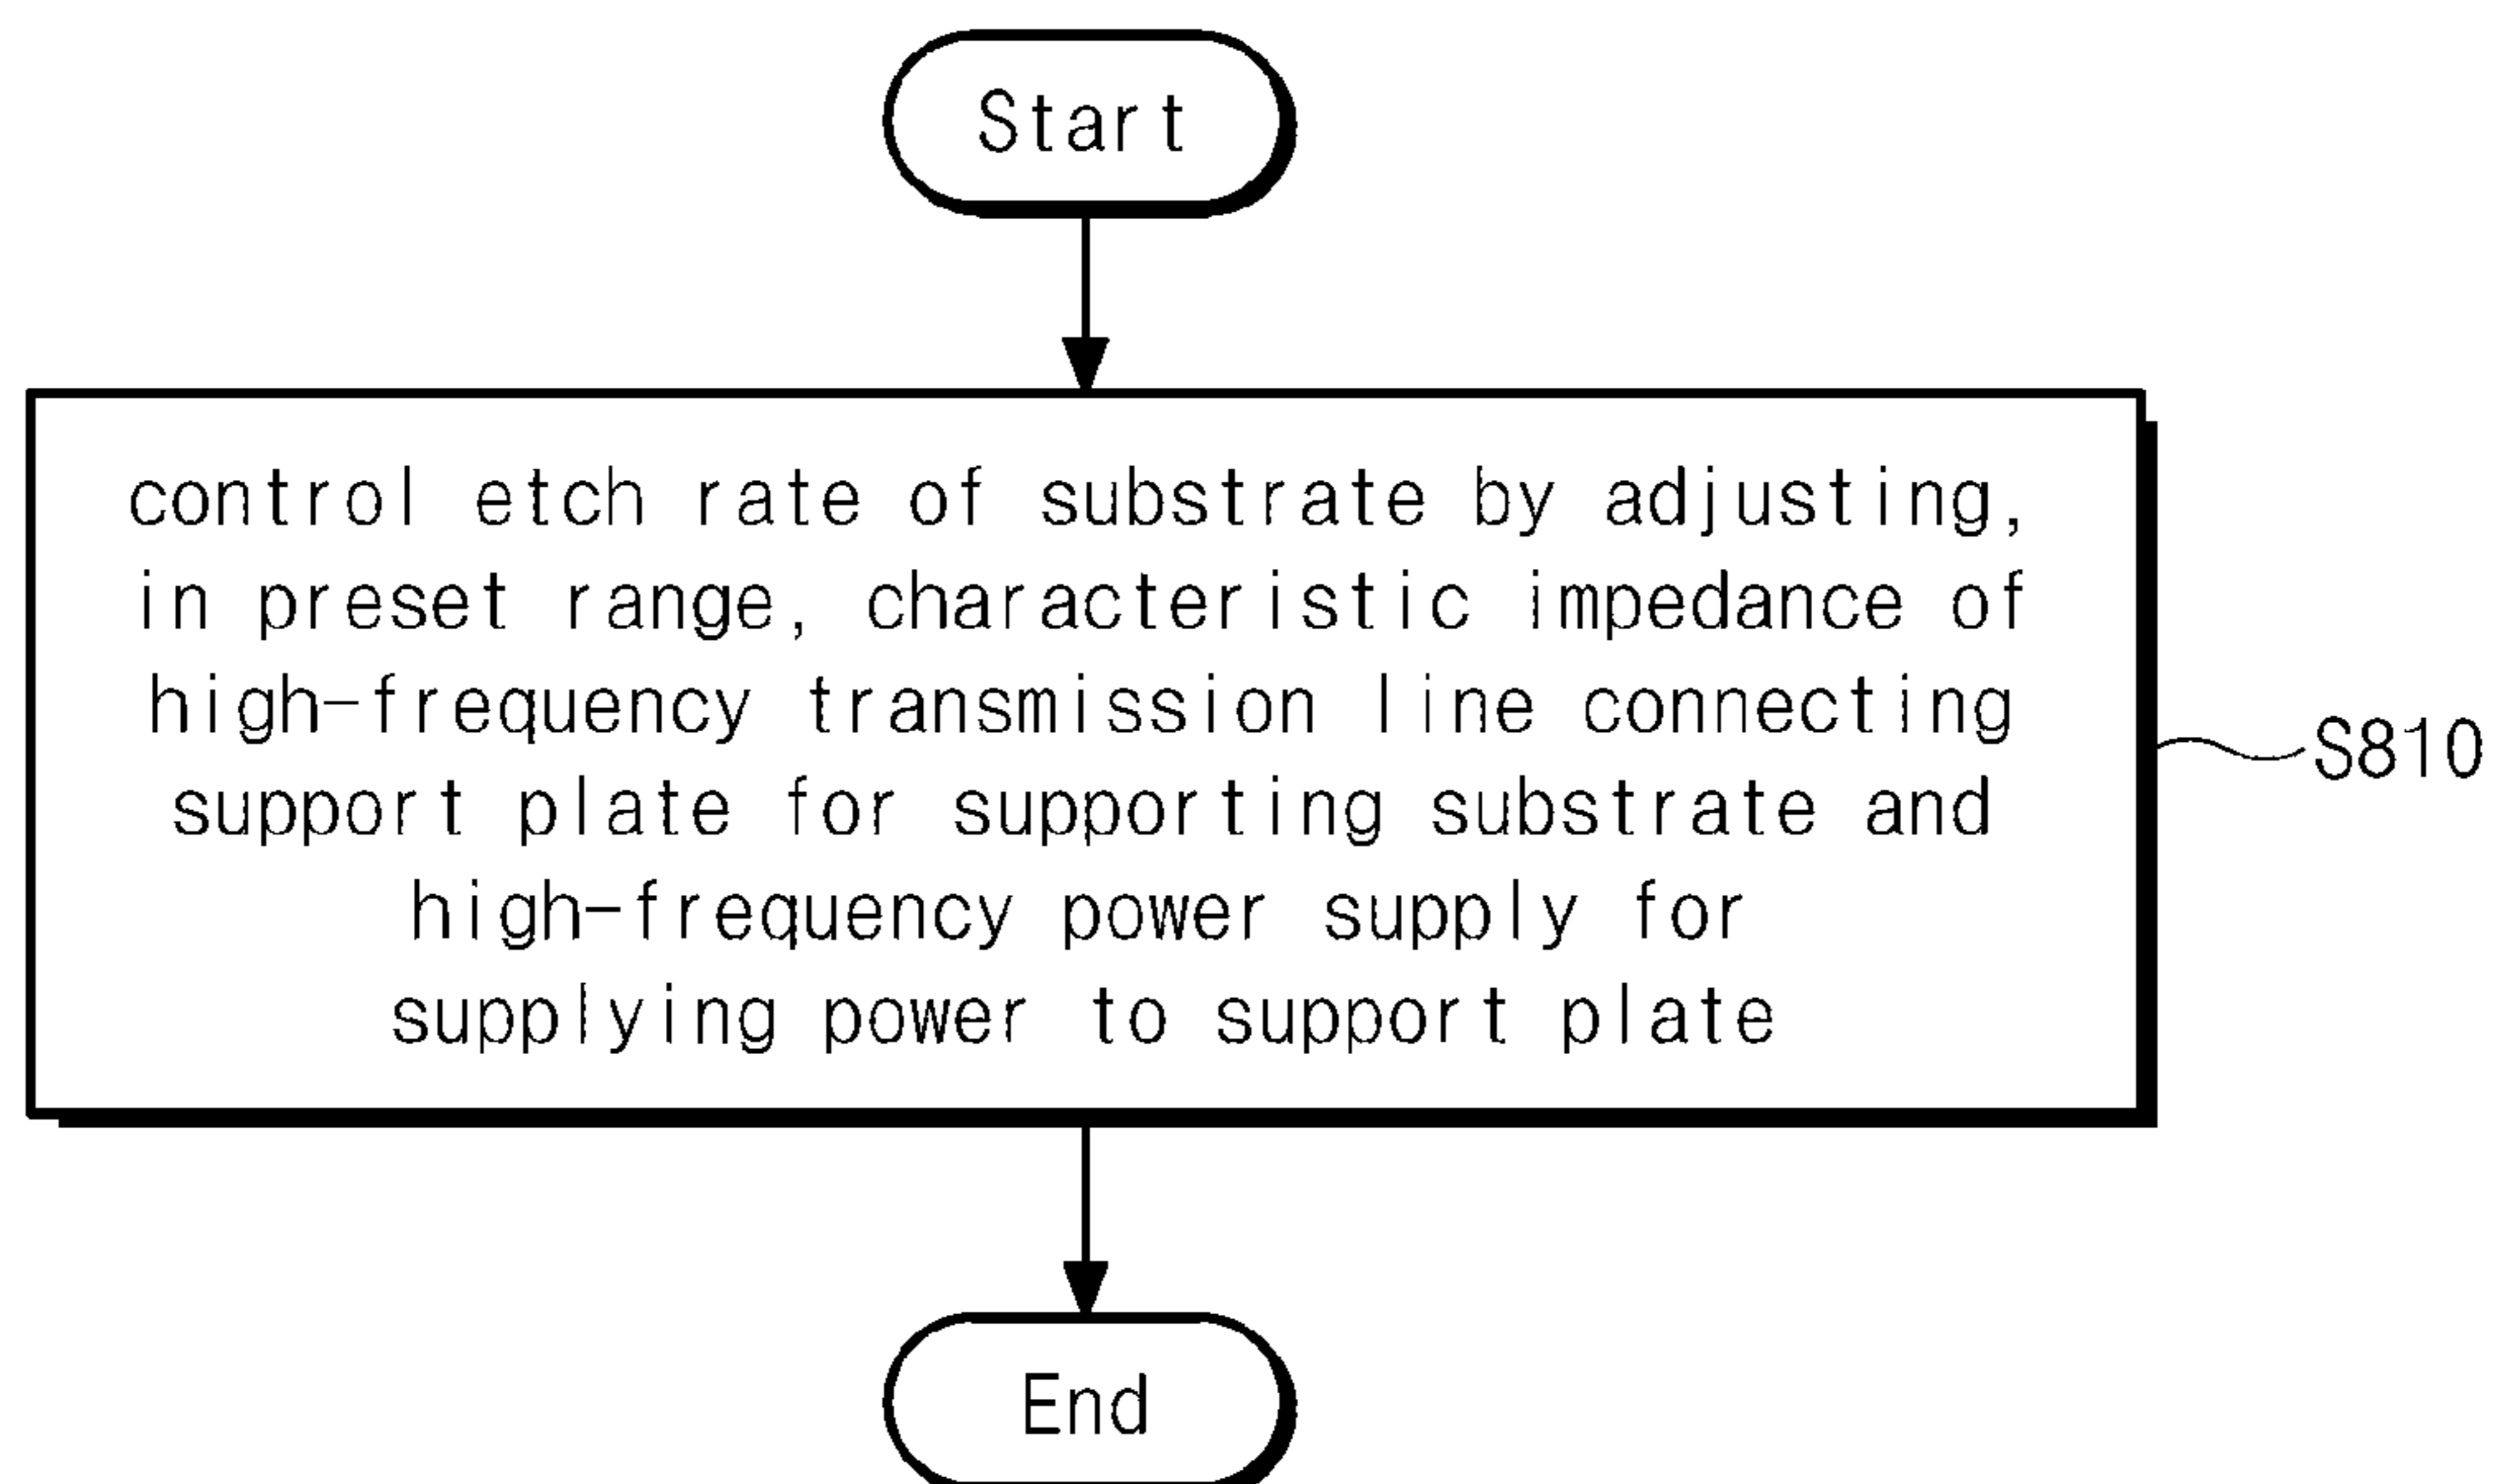 Start
control etch rate of substrate by adjusting,
in preset range, characteristic impedance of
high-frequency transmission line connecting
support plate for supporting substrate and
high-frequency power supply for
supplying power to support plate
S810
End